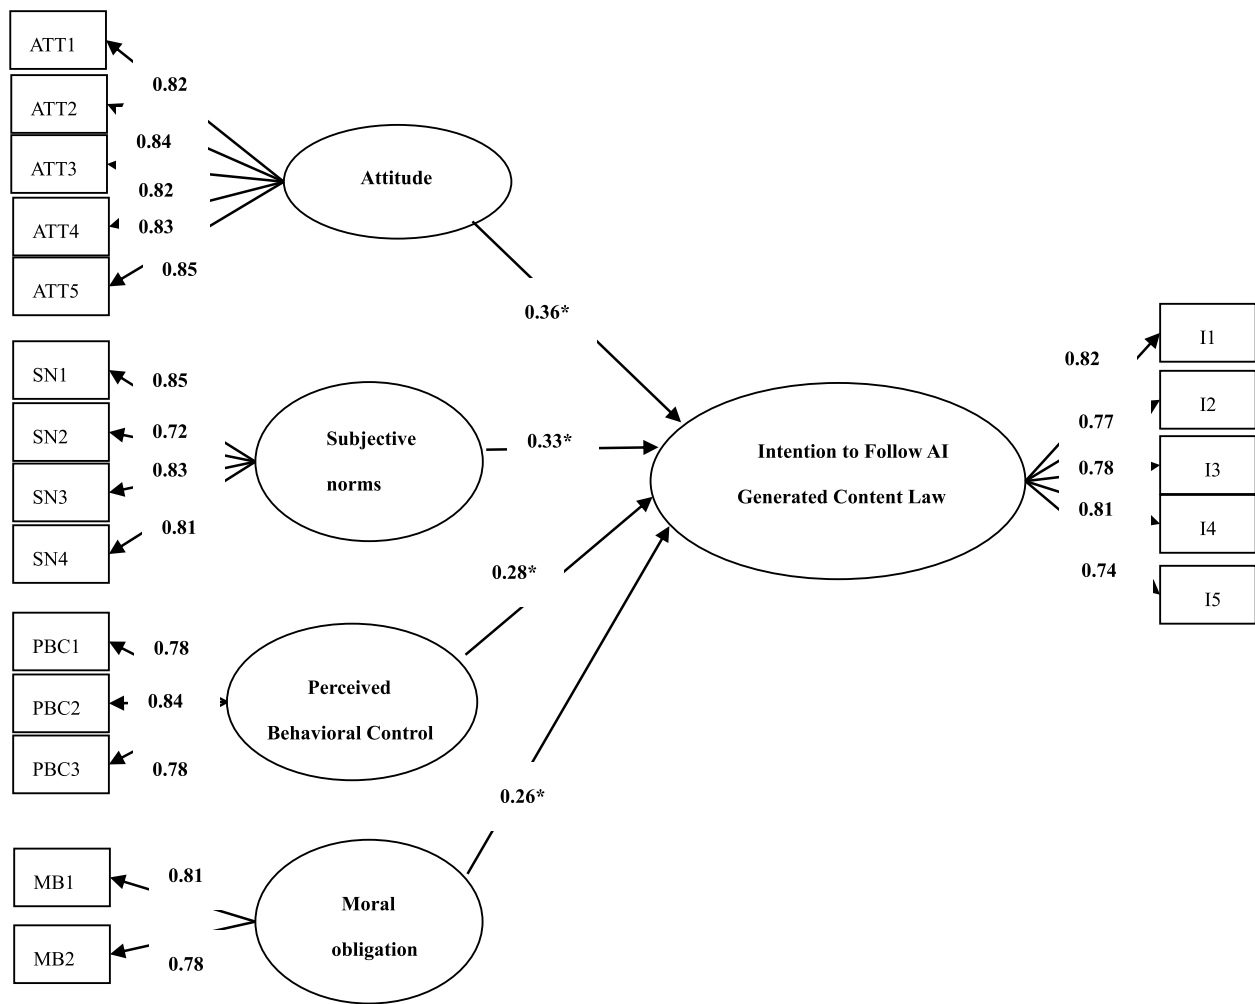 ATT1
0.82
ATT2
0.84
ATT3
0.82
ATT4
0.83
ATT5
0.85
Attitude
0.36*
SN1
0.85
SN2
0.72
SN3
0.83
SN4
0.81
Subjective
norms
0.33*
PBC1
0.78
PBC2
0.84
PBC3
0.78
Perceived
Behavioral Control
0.28*
MB1
0.81
MB2
0.78
Moral
obligation
0.26*
Intention to Follow AI
Generated Content Law
0.82
I1
0.77
I2
0.78
I3
0.81
I4
0.74
I5